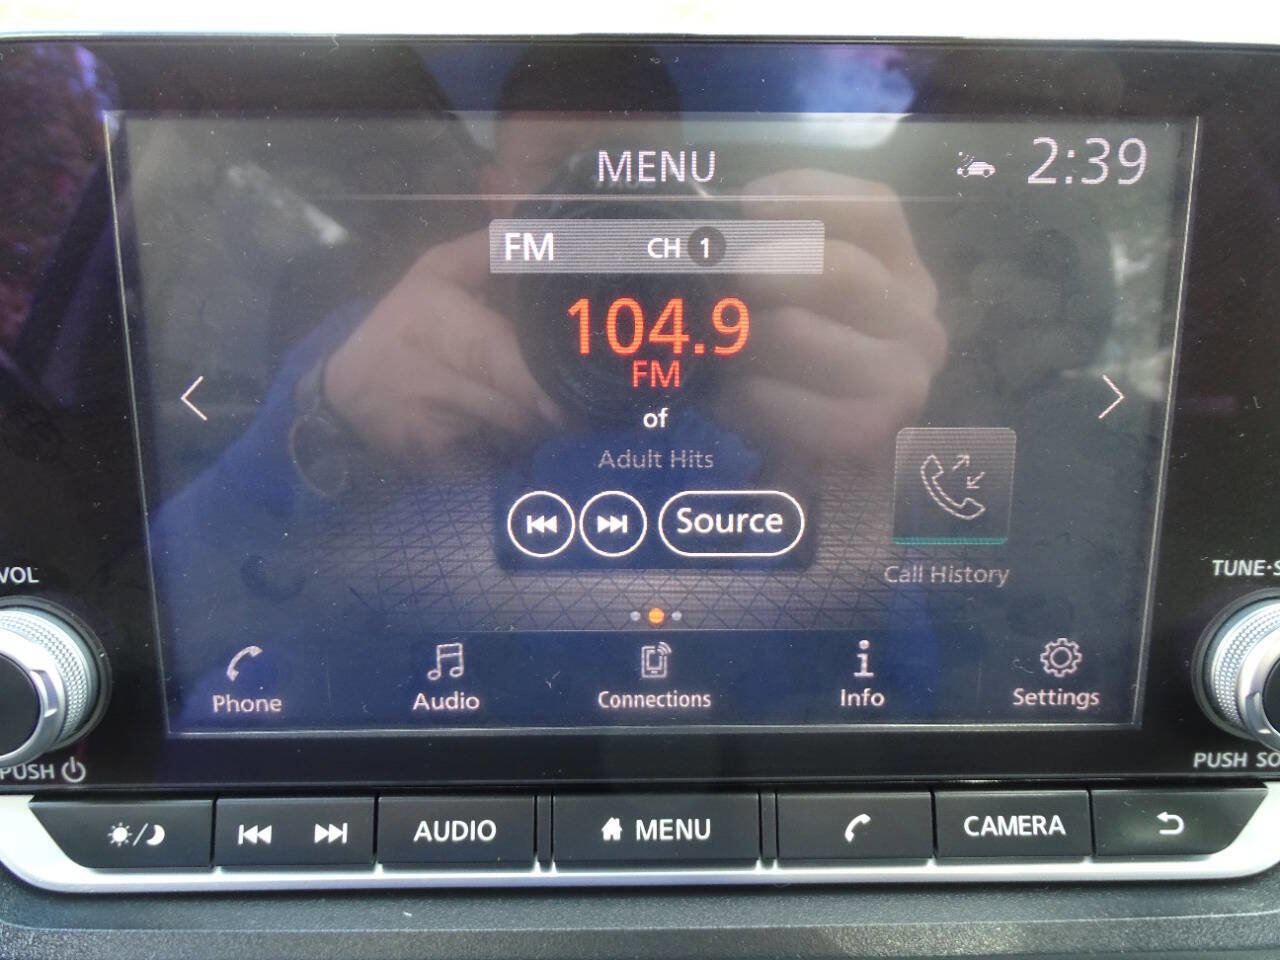 MENU
2:39
FM CH 1
104.9
FM
of
Adult Hits
Source
Call History
VOL
TUNE·S
Phone
Audio
Connections
Info
Settings
PUSH
PUSH SO
AUDIO
MENU
CAMERA